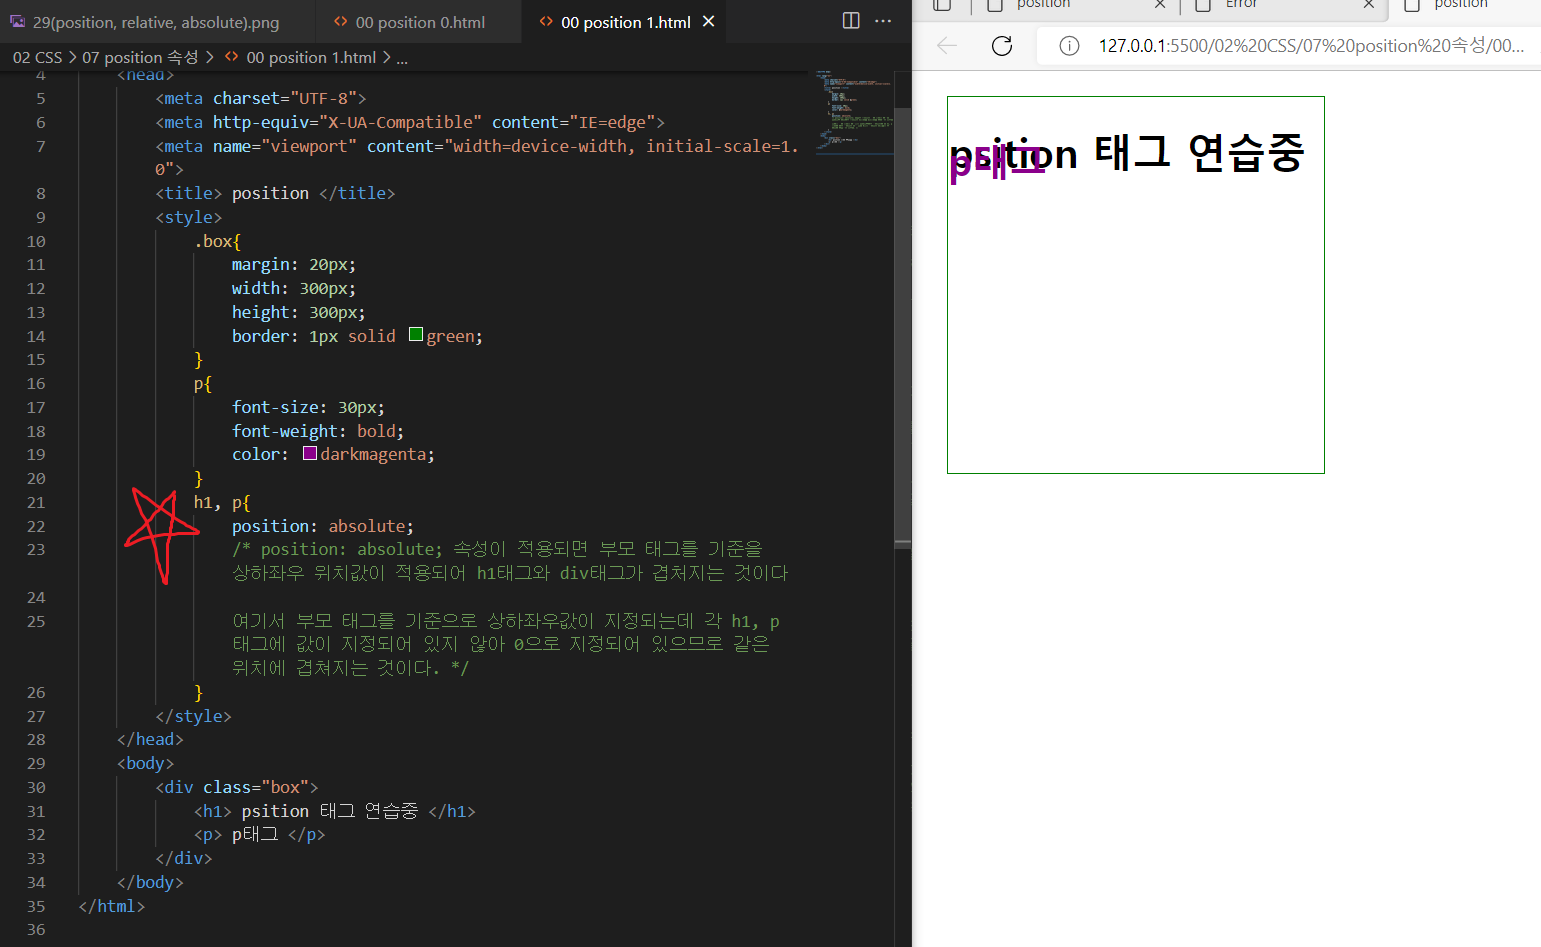 29(position, relative, absolute).png
00 position 0.html
00 position 1.html
02 CSS > 07 position 속성 > 00 position 1.html > ...
4 <head>
5 <meta charset="UTF-8">
6 <meta http-equiv="X-UA-Compatible" content="IE=edge">
7 <meta name="viewport" content="width=device-width, initial-scale=1.
0">
8 <title> position </title>
9 <style>
10 .box{
11 margin: 20px;
12 width: 300px;
13 height: 300px;
14 border: 1px solid green;
15 }
16 p{
17 font-size: 30px;
18 font-weight: bold;
19 color: darkmagenta;
20 }
21 h1, p{
22 position: absolute;
23 /* position: absolute; 속성이 적용되면 부모 태그를 기준을
상하좌우 위치값이 적용되어 h1태그와 div태그가 겹처지는 것이다
24
25 여기서 부모 태그를 기준으로 상하좌우값이 지정되는데 각 h1, p
태그에 값이 지정되어 있지 않아 0으로 지정되어 있으므로 같은
위치에 겹쳐지는 것이다. */
26 }
27 </style>
28 </head>
29 <body>
30 <div class="box">
31 <h1> psition 태그 연습중 </h1>
32 <p> p태그 </p>
33 </div>
34 </body>
35 </html>
36
position
Error
position
127.0.0.1:5500/02%20CSS/07%20position%20속성/00...
psition 태그 연습중
p태그